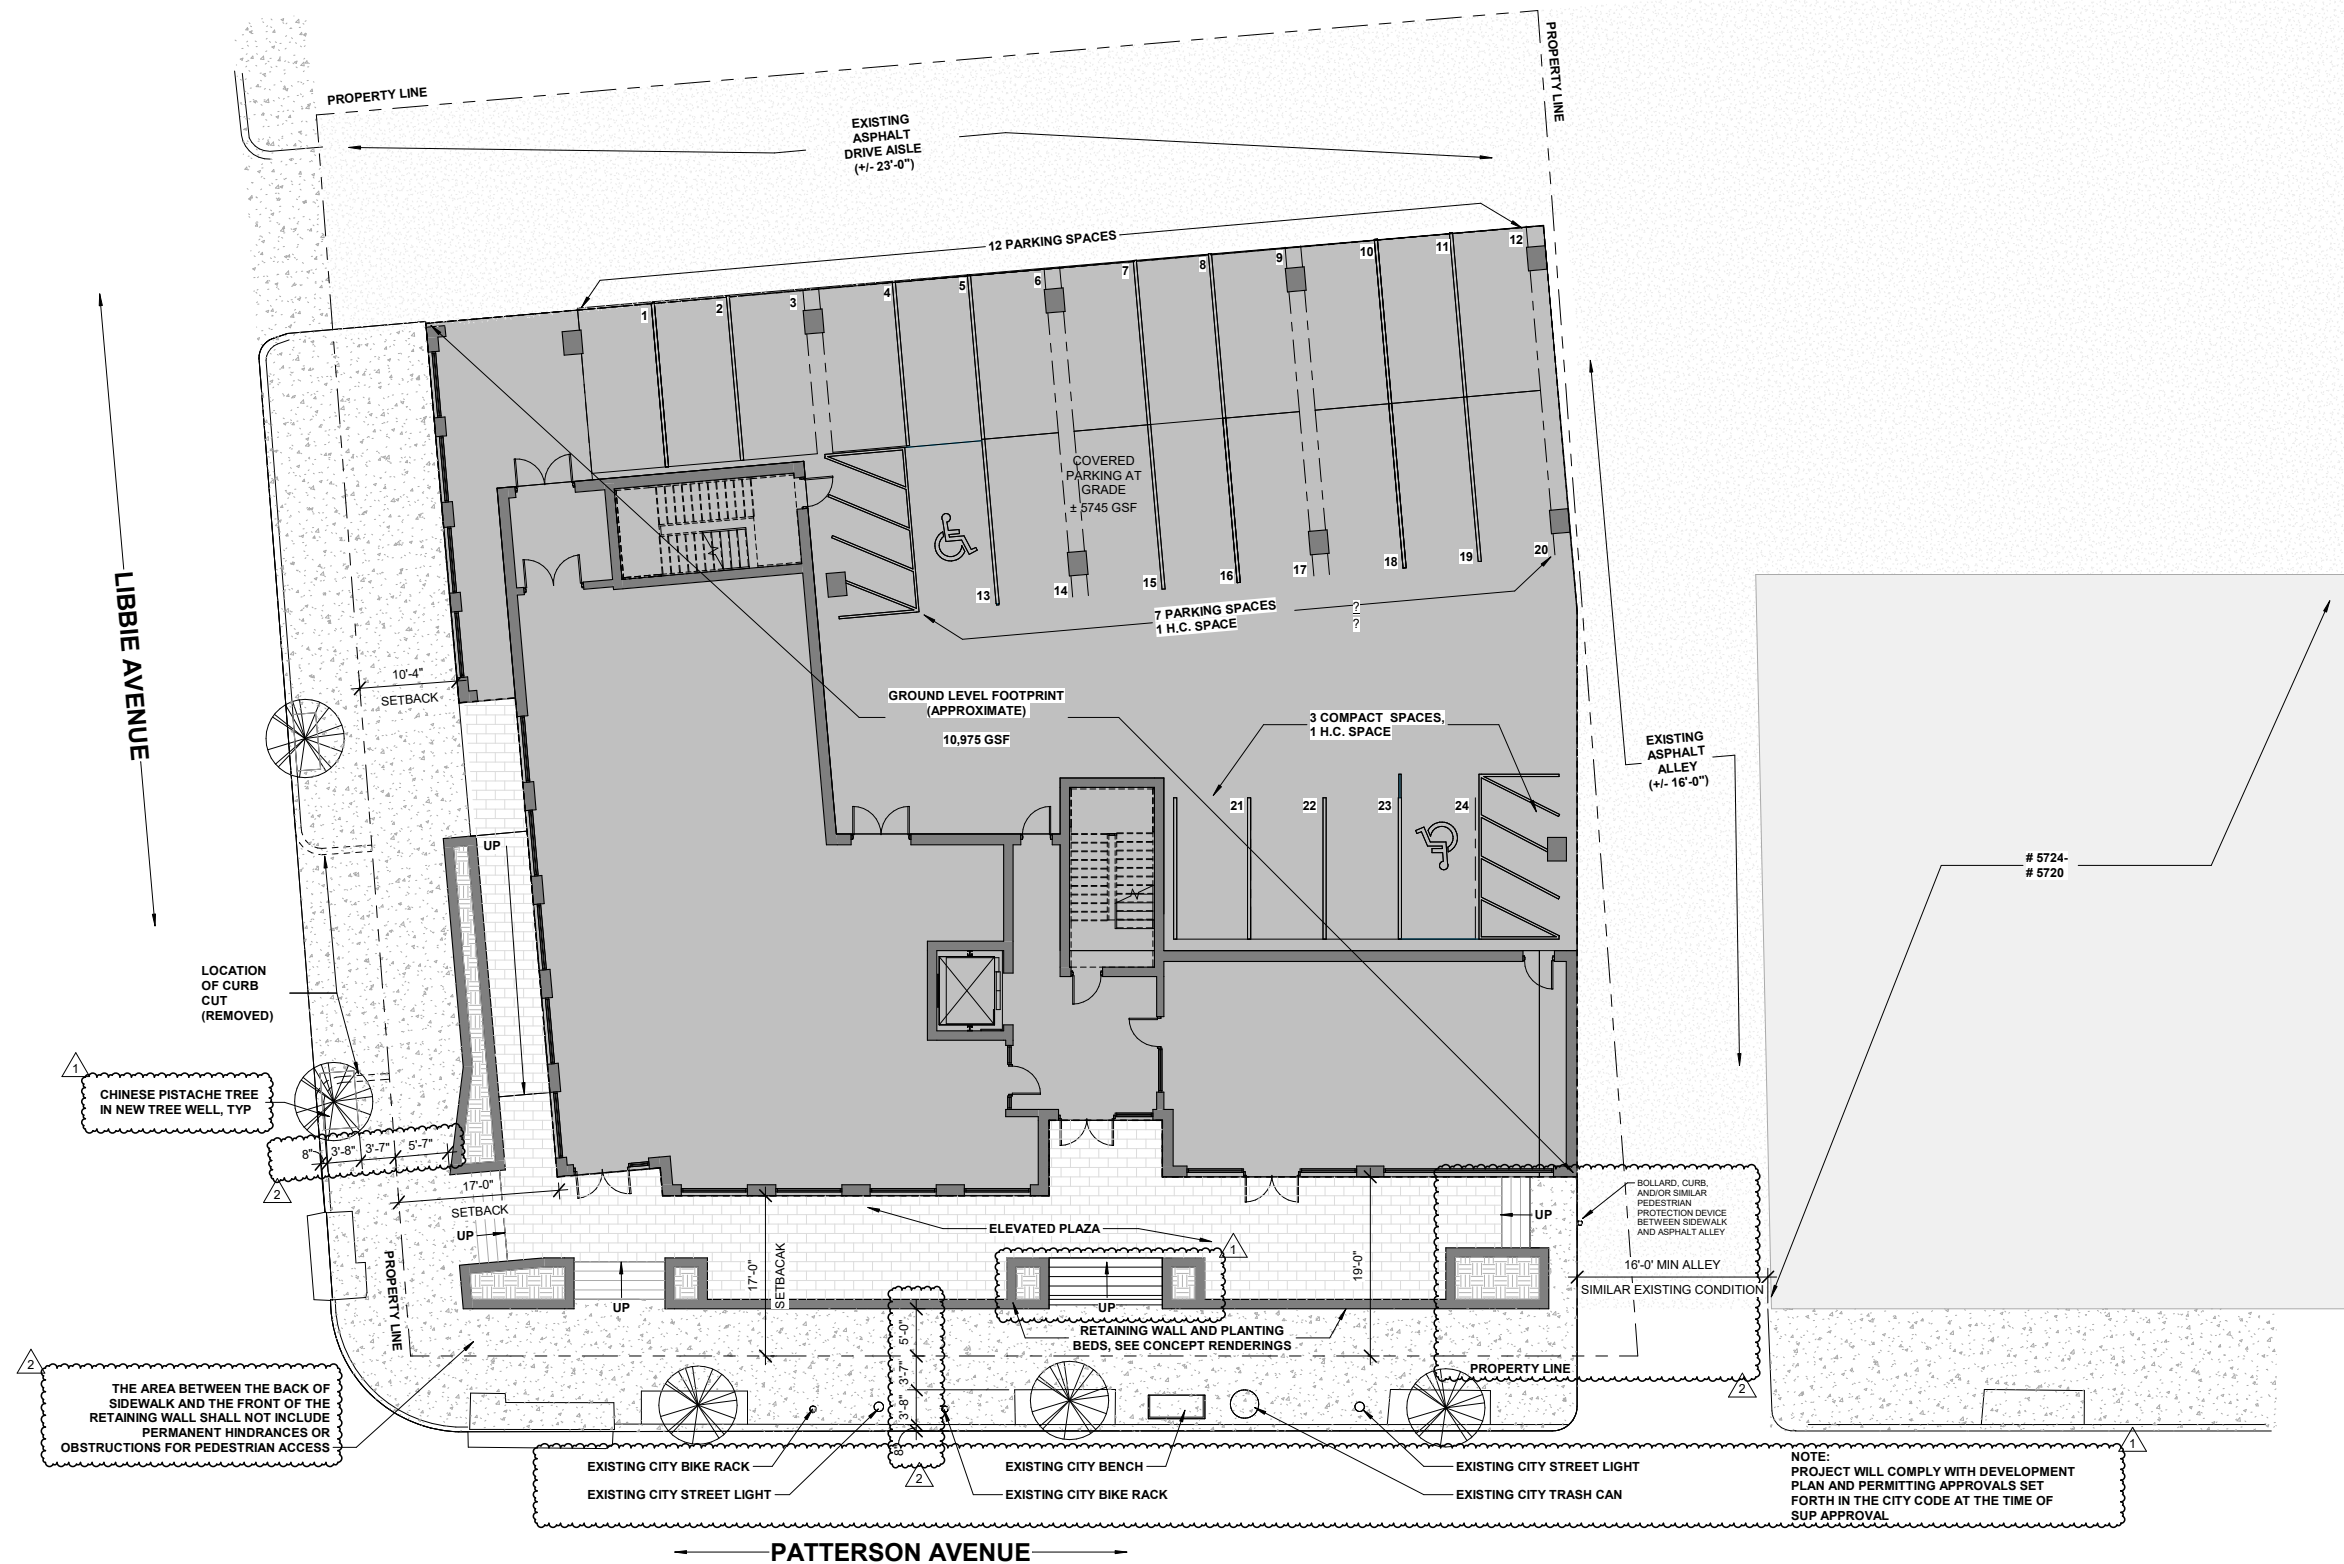 PROPERTY LINE
PROPERTY LINE
EXISTING
ASPHALT
DRIVE AISLE
(+/- 23'-0")
12 PARKING SPACES
1
2
3
4
5
6
7
8
9
10
11
12
COVERED
PARKING AT
GRADE
± 5745 GSF
13
14
15
16
17
18
19
20
7 PARKING SPACES
1 H.C. SPACE
?
?
LIBBIE AVENUE
10'-4"
SETBACK
GROUND LEVEL FOOTPRINT
(APPROXIMATE)
10,975 GSF
3 COMPACT SPACES,
1 H.C. SPACE
EXISTING
ASPHALT
ALLEY
(+/- 16'-0")
21
22
23
24
UP
# 5724-
# 5720
LOCATION
OF CURB
CUT
(REMOVED)
1
CHINESE PISTACHE TREE
IN NEW TREE WELL, TYP
8"
3'-8"
3'-7"
5'-7"
2
17'-0"
SETBACK
UP
PROPERTY LINE
UP
17'-0"
SETBACAK
ELEVATED PLAZA
1
UP
19'-0"
UP
BOLLARD, CURB,
AND/OR SIMILAR
PEDESTRIAN
PROTECTION DEVICE
BETWEEN SIDEWALK
AND ASPHALT ALLEY
16'-0' MIN ALLEY
SIMILAR EXISTING CONDITION
RETAINING WALL AND PLANTING
BEDS, SEE CONCEPT RENDERINGS
PROPERTY LINE
2
5'-0"
3'-7"
3'-8"
8"
2
2
THE AREA BETWEEN THE BACK OF
SIDEWALK AND THE FRONT OF THE
RETAINING WALL SHALL NOT INCLUDE
PERMANENT HINDRANCES OR
OBSTRUCTIONS FOR PEDESTRIAN ACCESS
EXISTING CITY BIKE RACK
EXISTING CITY STREET LIGHT
EXISTING CITY BENCH
EXISTING CITY BIKE RACK
EXISTING CITY STREET LIGHT
EXISTING CITY TRASH CAN
1
NOTE:
PROJECT WILL COMPLY WITH DEVELOPMENT
PLAN AND PERMITTING APPROVALS SET
FORTH IN THE CITY CODE AT THE TIME OF
SUP APPROVAL
PATTERSON AVENUE